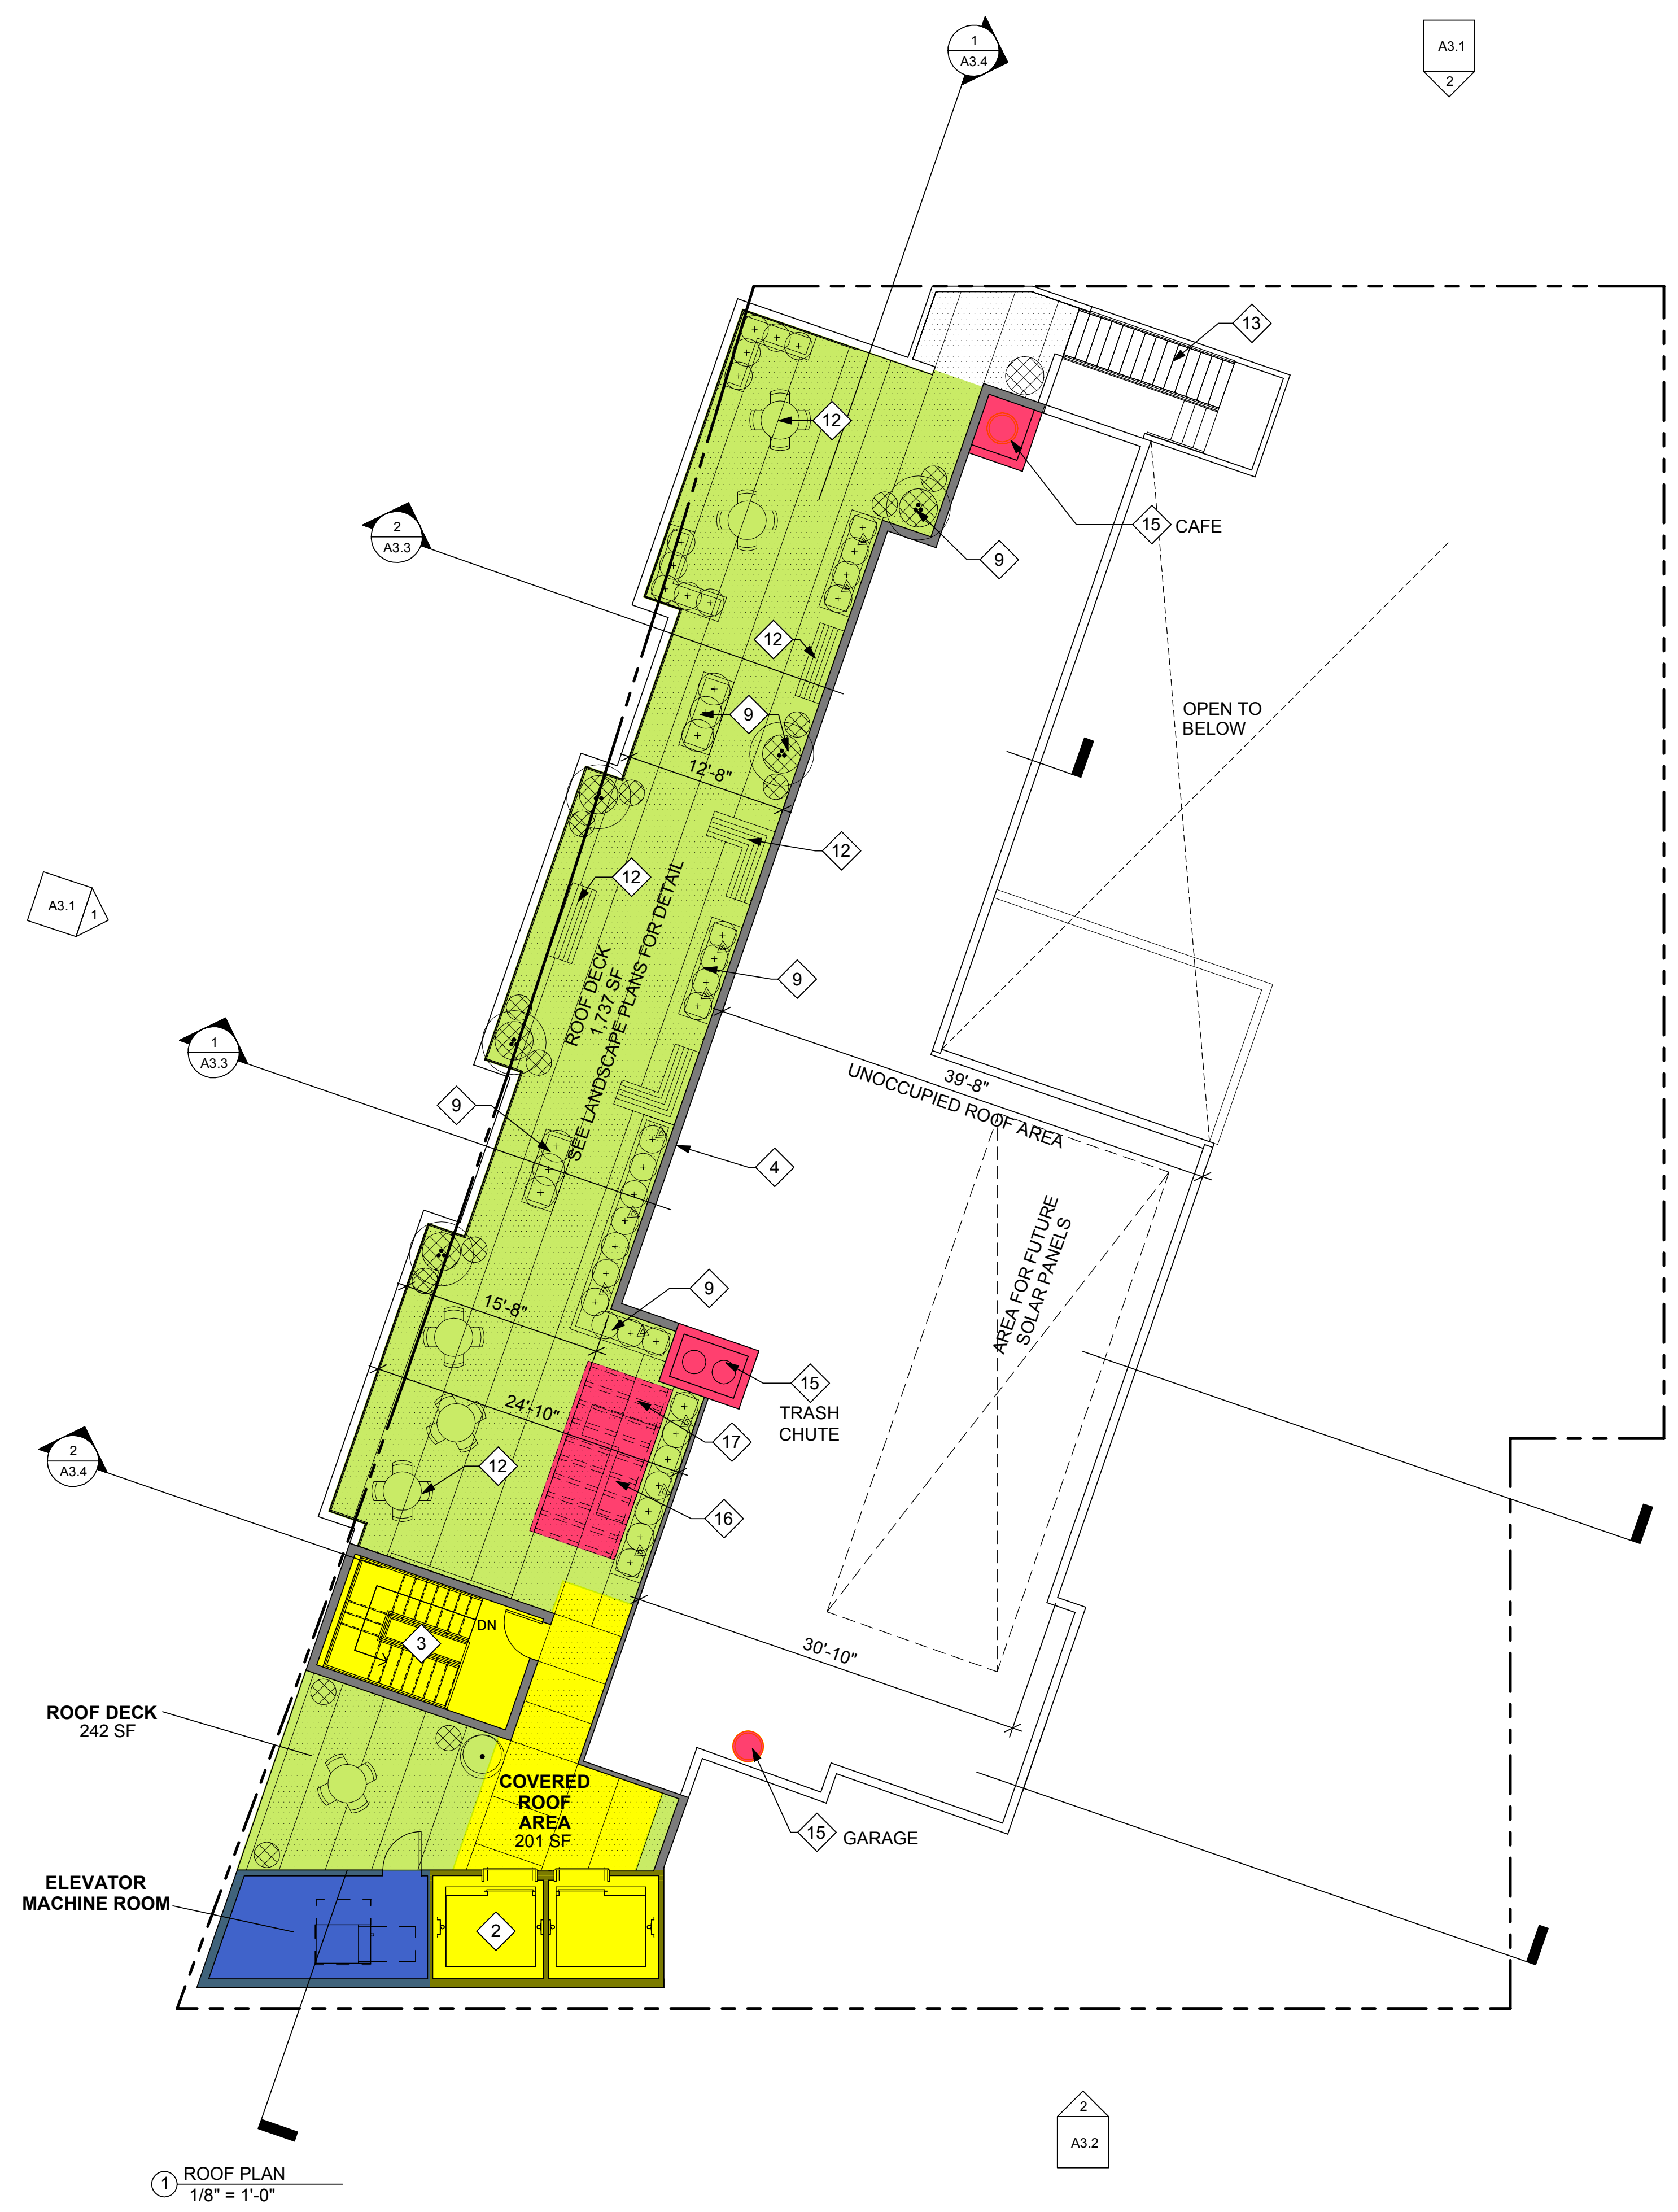 1
A3.4
A3.1
2
13
12
2
A3.3
15 CAFE
9
12
9
OPEN TO
BELOW
12'-8"
12
12
A3.1
1
ROOF DECK
1,737 SF
SEE LANDSCAPE PLANS FOR DETAIL
9
1
A3.3
39'-8"
UNOCCUPIED ROOF AREA
9
4
AREA FOR FUTURE
SOLAR PANELS
9
15'-8"
15
TRASH
CHUTE
24'-10"
17
2
A3.4
12
16
DN
3
30'-10"
ROOF DECK
242 SF
COVERED
ROOF
AREA
201 SF
15 GARAGE
ELEVATOR
MACHINE ROOM
2
2
A3.2
1 ROOF PLAN
1/8" = 1'-0"